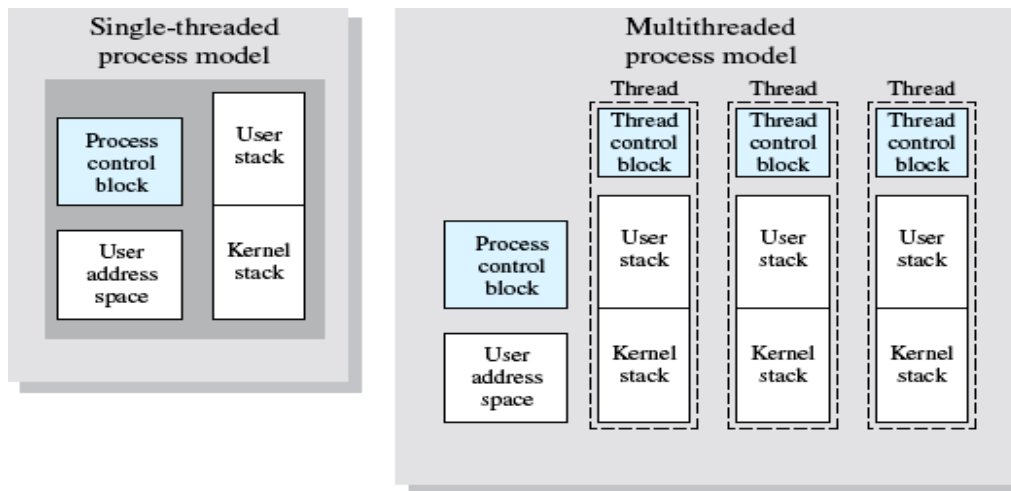 Single-threaded
process model
Process
control
block
User
stack
User
address
space
Kernel
stack
Multithreaded
process model
Thread
Thread
Thread
Thread
control
block
Thread
control
block
Thread
control
block
Process
control
block
User
stack
User
stack
User
stack
User
address
space
Kernel
stack
Kernel
stack
Kernel
stack